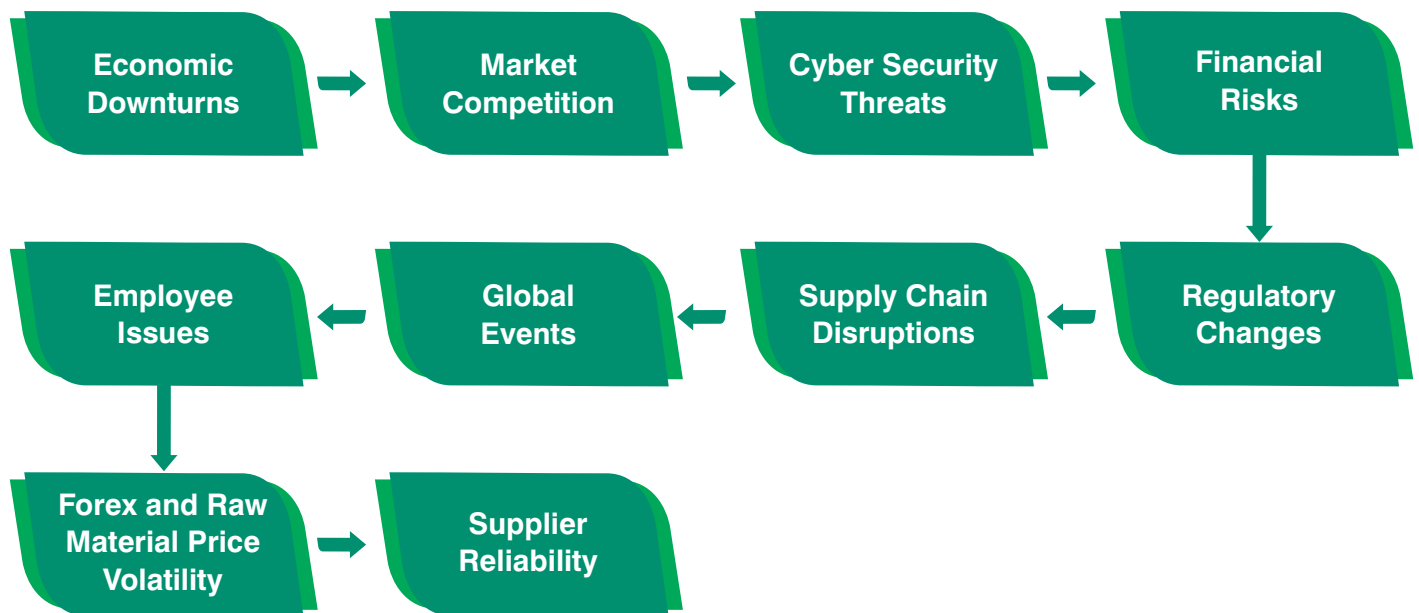 Economic
Downturns
Market
Competition
Cyber Security
Threats
Financial
Risks
Regulatory
Changes
Supply Chain
Disruptions
Global
Events
Employee
Issues
Forex and Raw
Material Price
Volatility
Supplier
Reliability